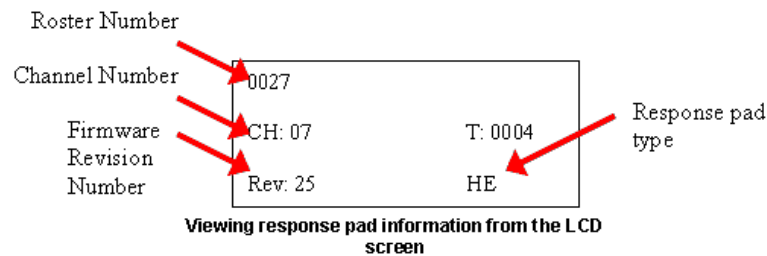 Roster Number
Channel Number
Firmware
Revision
Number
0027
CH: 07
T: 0004
Rev: 25
HE
Response pad
type
Viewing response pad information from the LCD
screen